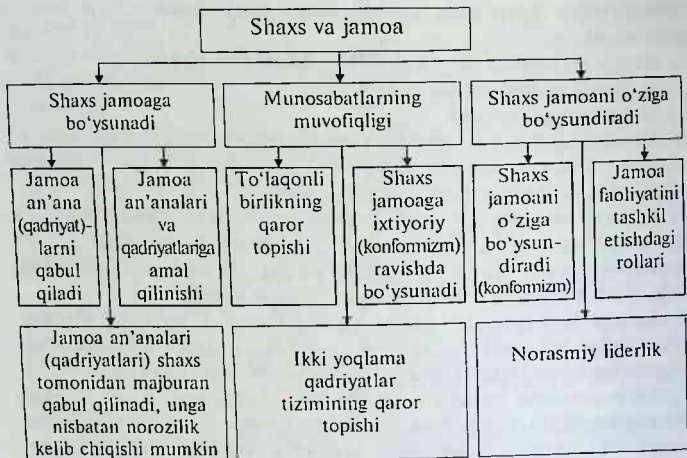 Shaxs va jamoa
Shaxs jamoaga
bo‘ysunadi
Munosabatlarning
muvofiqligi
Shaxs jamoani o‘ziga
bo‘ysundiradi
Jamoa
an’ana
(qadriyat)-
larni
qabul
qiladi
Jamoa
an’analari
va
qadriyatlariga
amal
qilinishi
To‘laqonli
birlikning
qaror
topishi
Shaxs
jamoaga
ixtiyoriy
(konformizm)
ravishda
bo‘ysunadi
Shaxs
jamoani
o‘ziga
bo‘ysun-
diradi
(konformizm)
Jamoa
faoliyatini
tashkil
etishdagi
rollari
Jamoa an’analari
(qadriyatlari) shaxs
tomonidan majburan
qabul qilinadi, unga
nisbatan norozilik
kelib chiqishi mumkin
Ikki yoqlama
qadriyatlar
tizimining qaror
topishi
Norasmiy liderlik